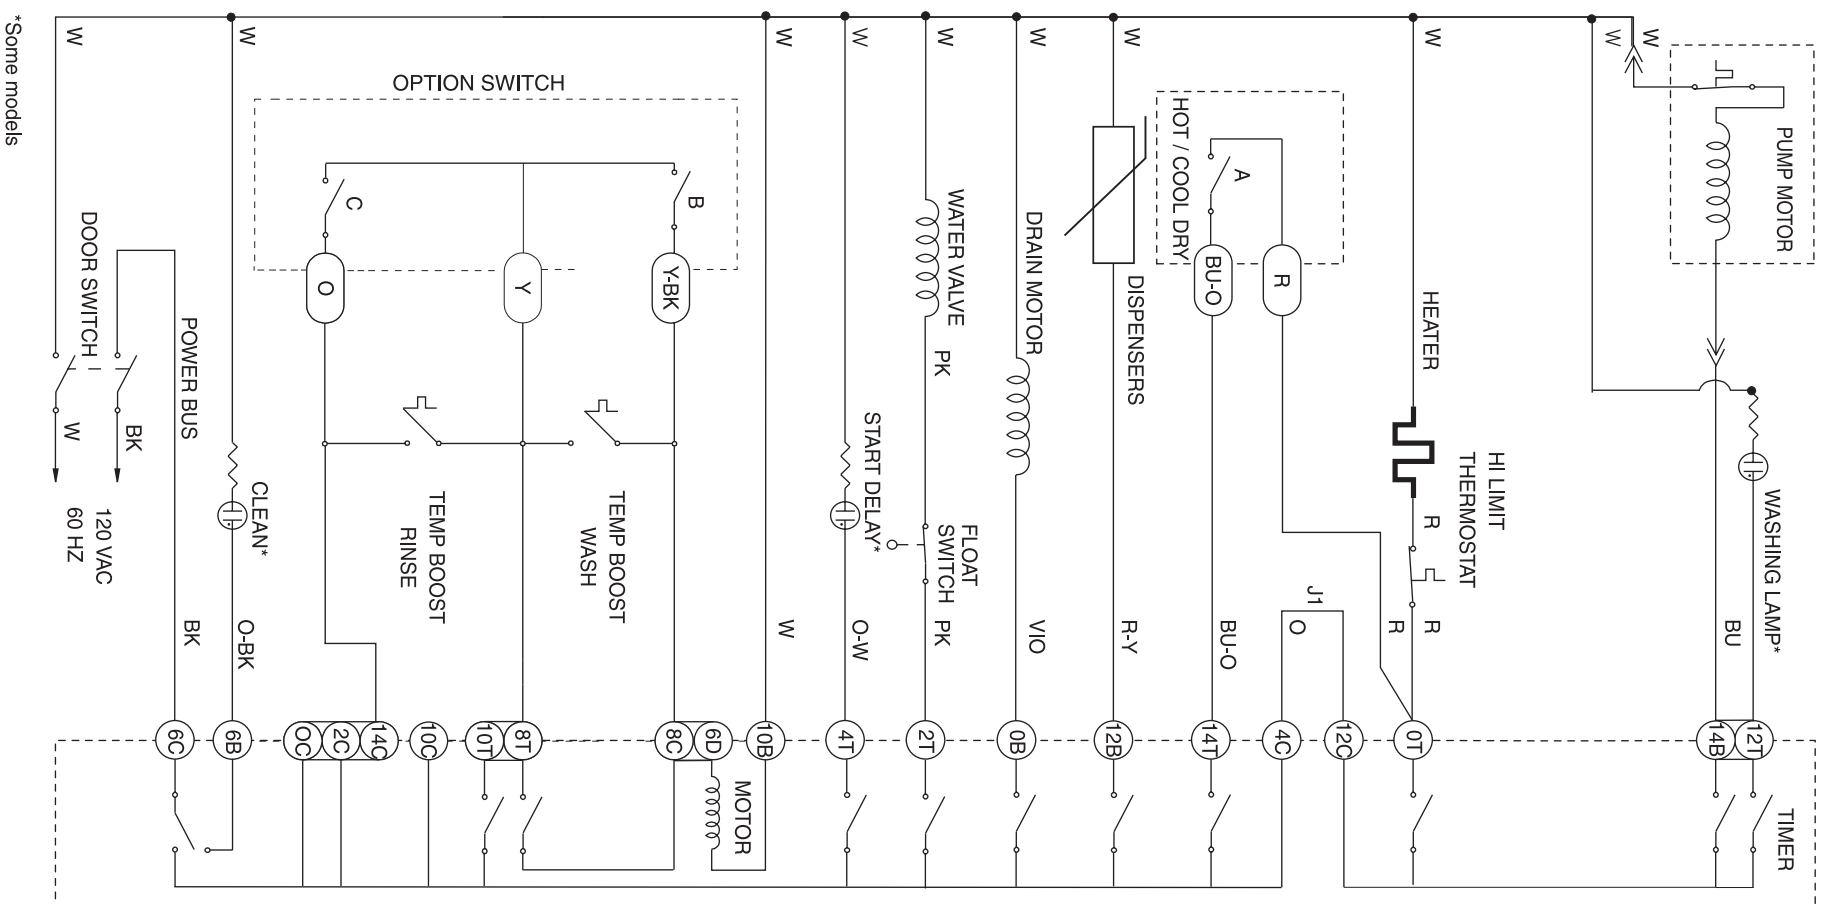 *Some models
W
W
W
W
W
W
W
W
W
W
W
OPTION SWITCH
C
B
O
Y
Y-BK
HOT / COOL DRY
A
BU-O
R
PUMP MOTOR
DOOR SWITCH
WATER VALVE
DRAIN MOTOR
DISPENSERS
HEATER
POWER BUS
W
BK
120 VAC
60 HZ
CLEAN*
TEMP BOOST
RINSE
TEMP BOOST
WASH
START DELAY*
PK
FLOAT
SWITCH
HI LIMIT
THERMOSTAT
R
WASHING LAMP*
BK
O-BK
W
O-W
PK
VIO
R-Y
BU-O
J1
O
R
R
BU
6C
6B
OC
2C
14C
10C
10T
8T
8C
6D
10B
4T
2T
0B
12B
14T
4C
12C
0T
14B
12T
MOTOR
TIMER